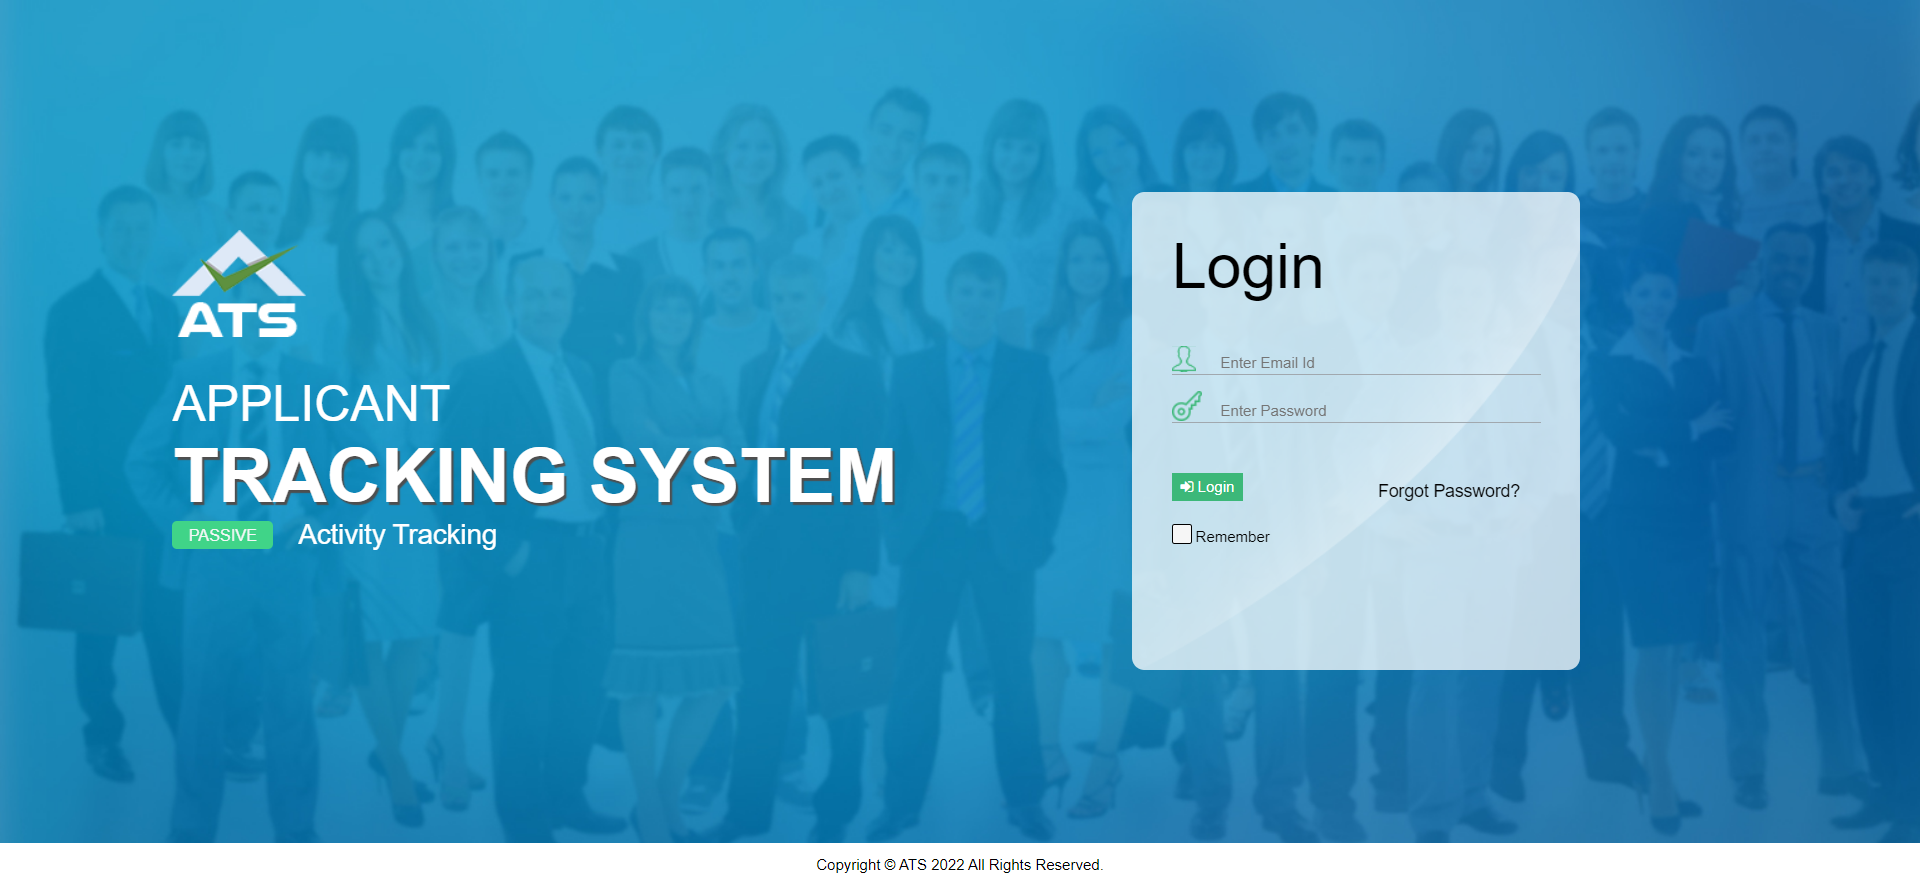 ATS
APPLICANT
TRACKING SYSTEM
PASSIVE Activity Tracking
Login
Enter Email Id
Enter Password
Login Forgot Password?
Remember
Copyright © ATS 2022 All Rights Reserved.